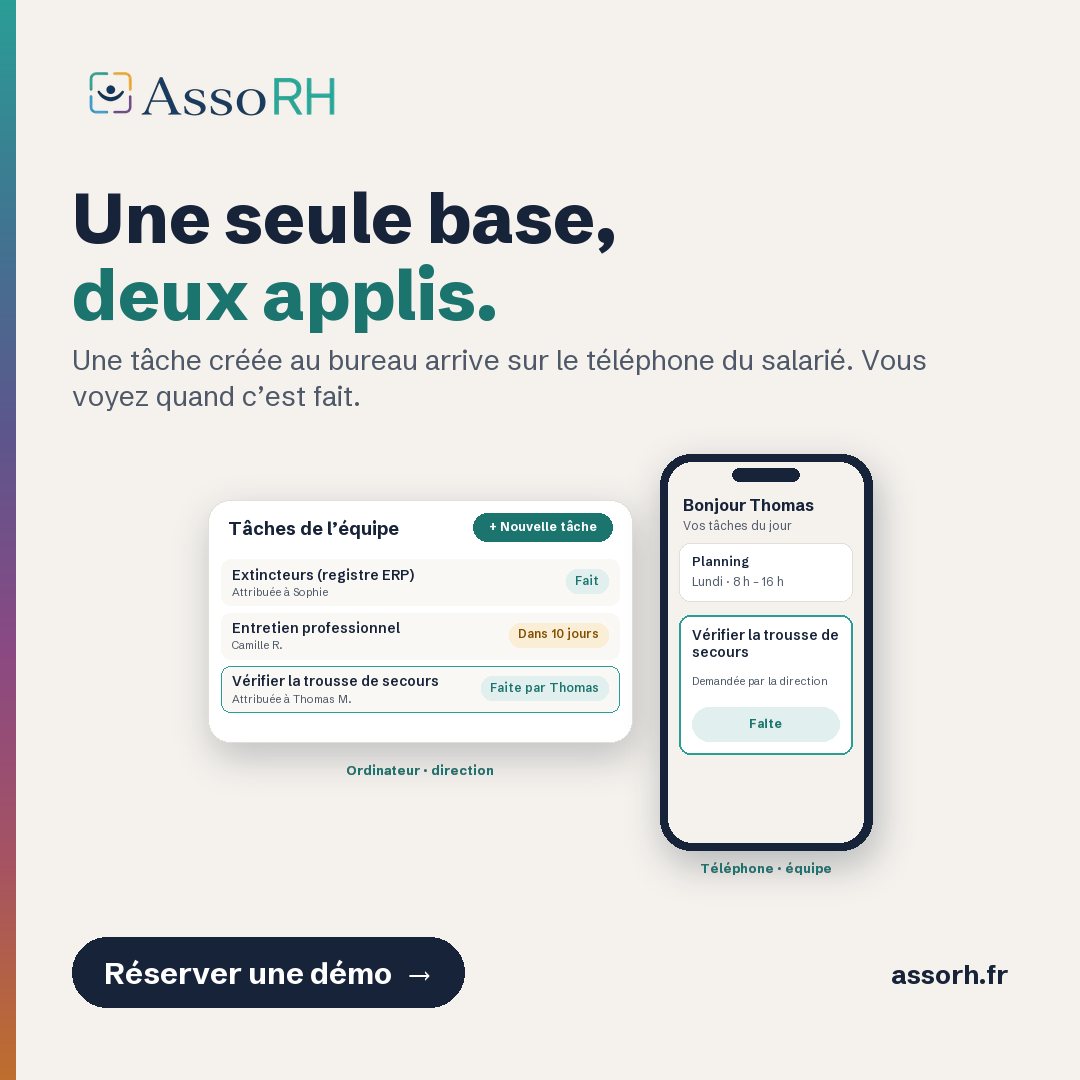 AssoRH
Une seule base,
deux applis.
Une tâche créée au bureau arrive sur le téléphone du salarié. Vous
voyez quand c’est fait.
Tâches de l’équipe
+ Nouvelle tâche
Extincteurs (registre ERP)
Attribuée à Sophie
Fait
Entretien professionnel
Camille R.
Dans 10 jours
Vérifier la trousse de secours
Attribuée à Thomas M.
Faite par Thomas
Ordinateur · direction
Bonjour Thomas
Vos tâches du jour
Planning
Lundi · 8 h – 16 h
Vérifier la trousse de
secours
Demandée par la direction
Faite
Téléphone · équipe
Réserver une démo →
assorh.fr